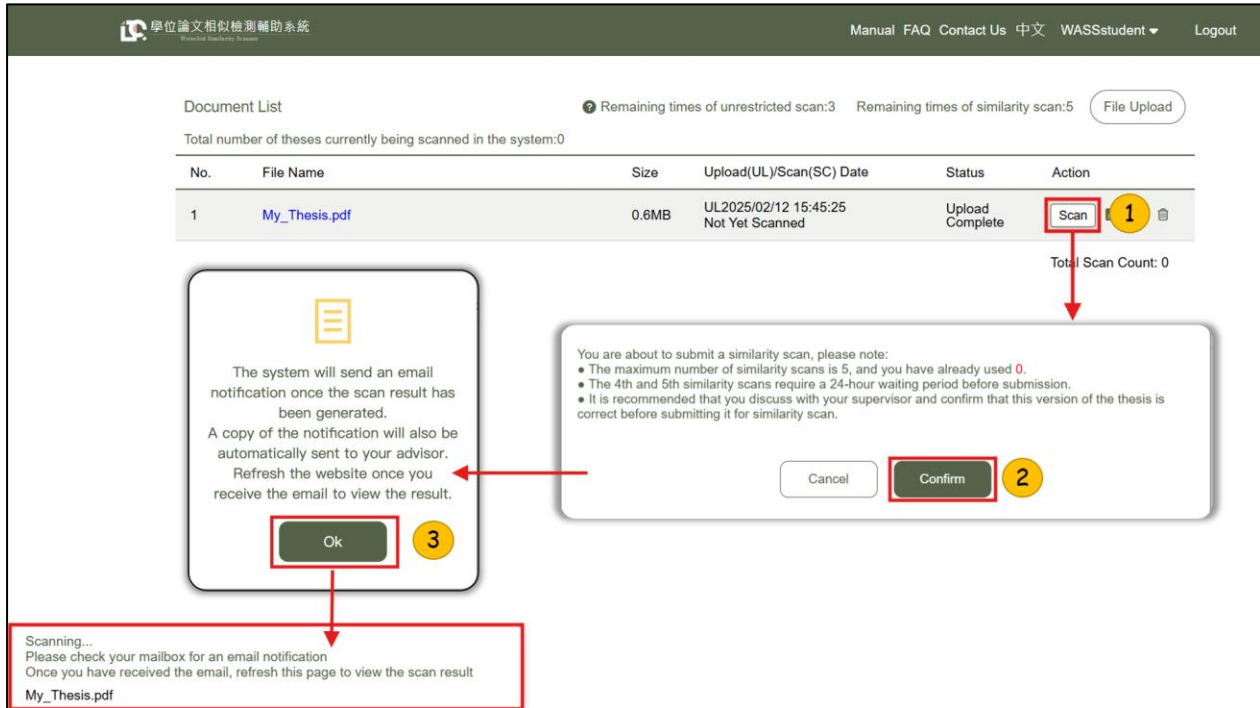 學位論文相似檢測輔助系統
Manual FAQ Contact Us 中文 WASSstudent Logout
Document List
Remaining times of unrestricted scan:3 Remaining times of similarity scan:5 File Upload
Total number of theses currently being scanned in the system:0
No. File Name Size Upload(UL)/Scan(SC) Date Status Action
1 My_Thesis.pdf 0.6MB UL2025/02/12 15:45:25 Upload Scan 1
Not Yet Scanned Complete
Total Scan Count: 0
You are about to submit a similarity scan, please note:
● The maximum number of similarity scans is 5, and you have already used 0.
● The 4th and 5th similarity scans require a 24-hour waiting period before submission.
● It is recommended that you discuss with your supervisor and confirm that this version of the thesis is
correct before submitting it for similarity scan.
Cancel Confirm 2
The system will send an email
notification once the scan result has
been generated.
A copy of the notification will also be
automatically sent to your advisor.
Refresh the website once you
receive the email to view the result.
Ok 3
Scanning...
Please check your mailbox for an email notification
Once you have received the email, refresh this page to view the scan result
My_Thesis.pdf